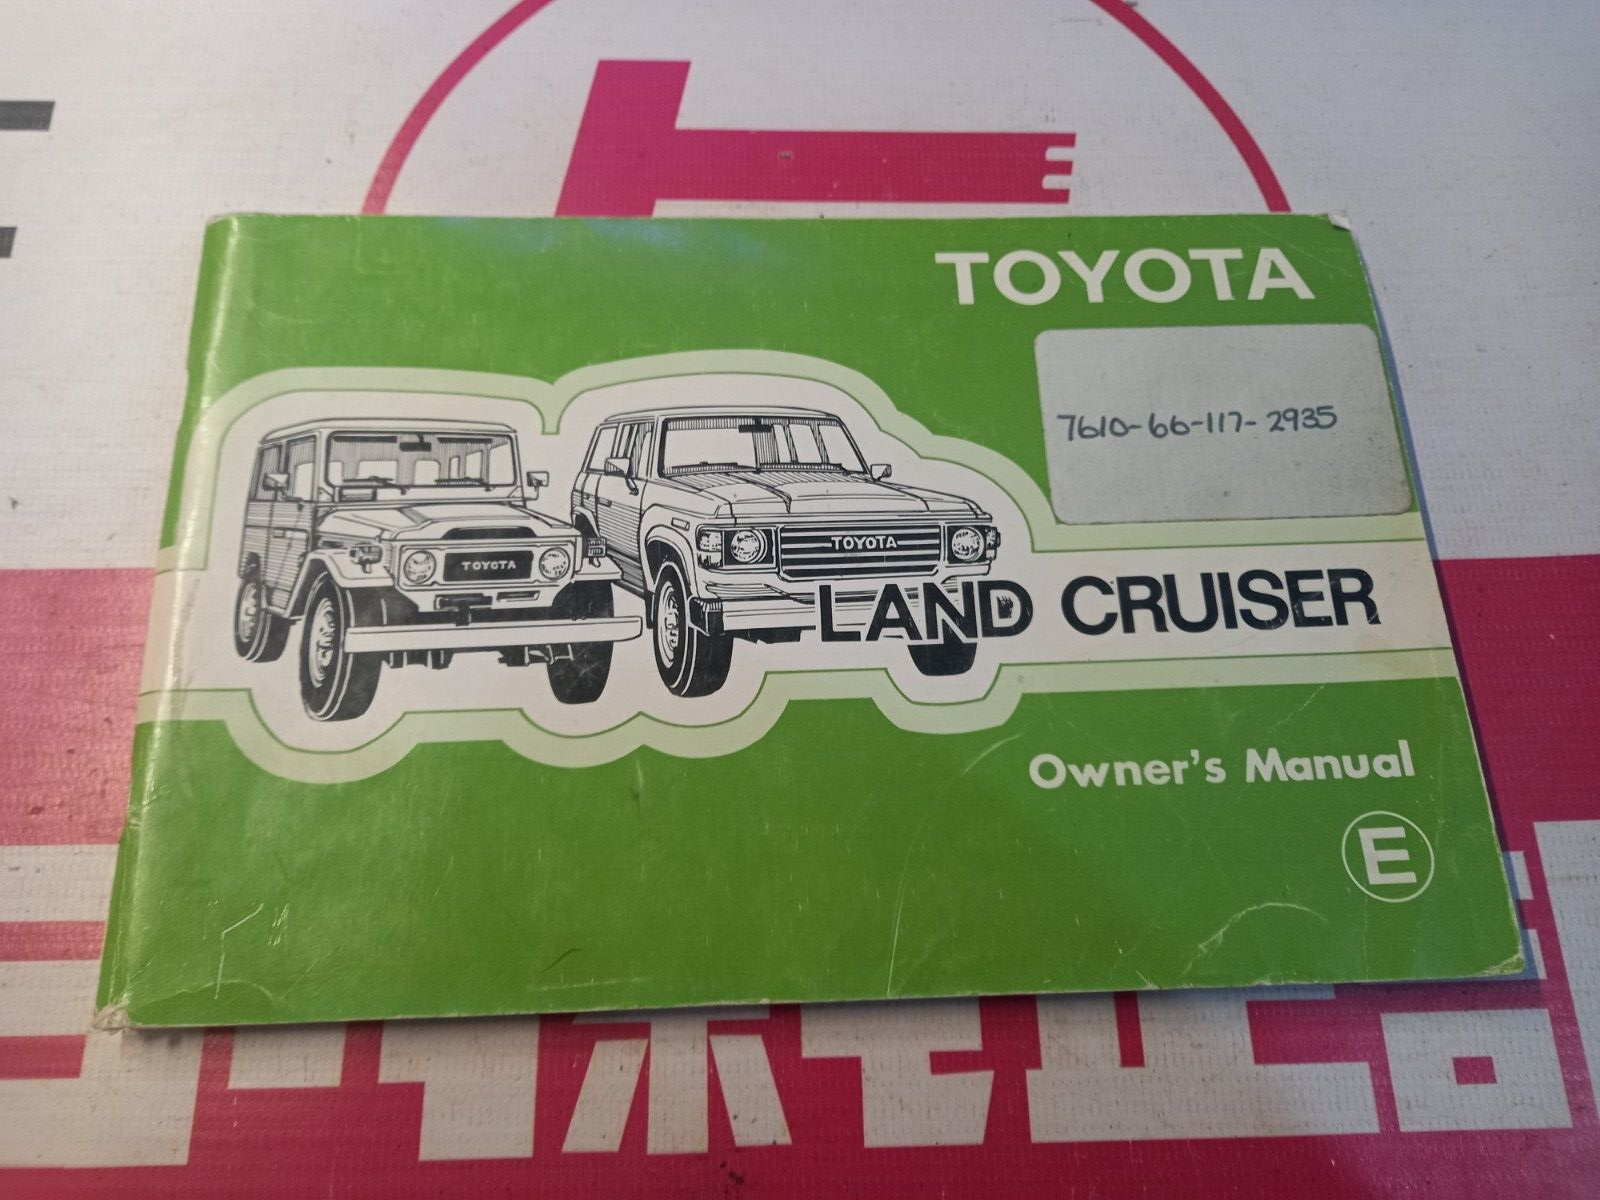 TOYOTA
7610-66-117-2935
TOYOTA
TOYOTA
LAND CRUISER
Owner's Manual
E